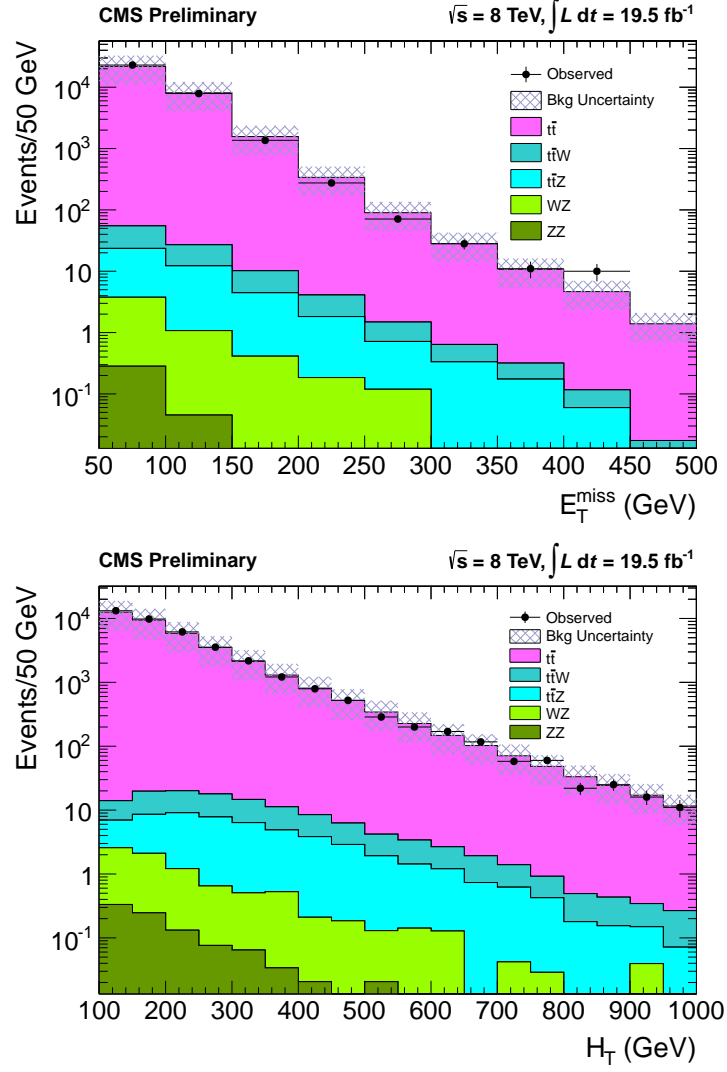 CMS Preliminary
√s = 8 TeV, ∫L dt = 19.5 fb⁻¹
Events/50 GeV
10⁴
10³
10²
10
1
10⁻¹
Observed
Bkg Uncertainty
tt̄
tt̄W
tt̄Z
WZ
ZZ
50 100 150 200 250 300 350 400 450 500
E_T^miss (GeV)
CMS Preliminary
√s = 8 TeV, ∫L dt = 19.5 fb⁻¹
Events/50 GeV
10⁴
10³
10²
10
1
10⁻¹
Observed
Bkg Uncertainty
tt̄
tt̄W
tt̄Z
WZ
ZZ
100 200 300 400 500 600 700 800 900 1000
H_T (GeV)